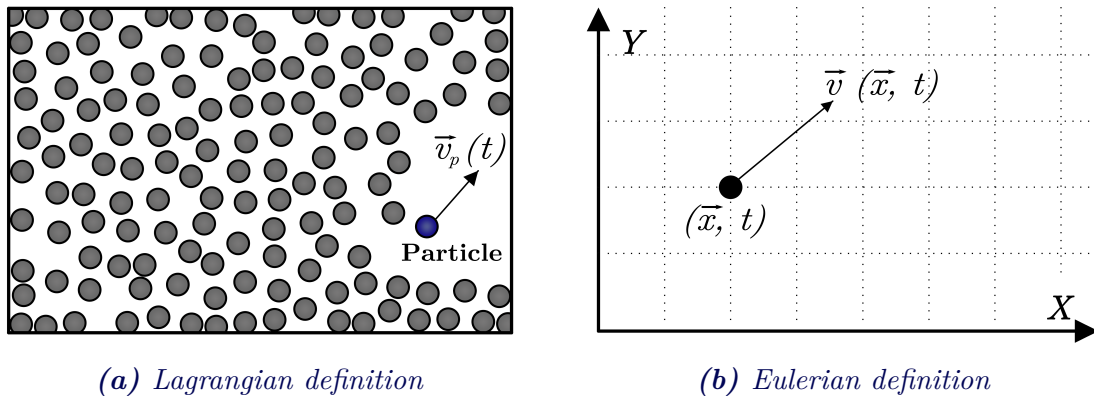 v⃗ₚ(t)
Particle
(a) Lagrangian definition
Y
v⃗ (x⃗, t)
(x⃗, t)
X
(b) Eulerian definition